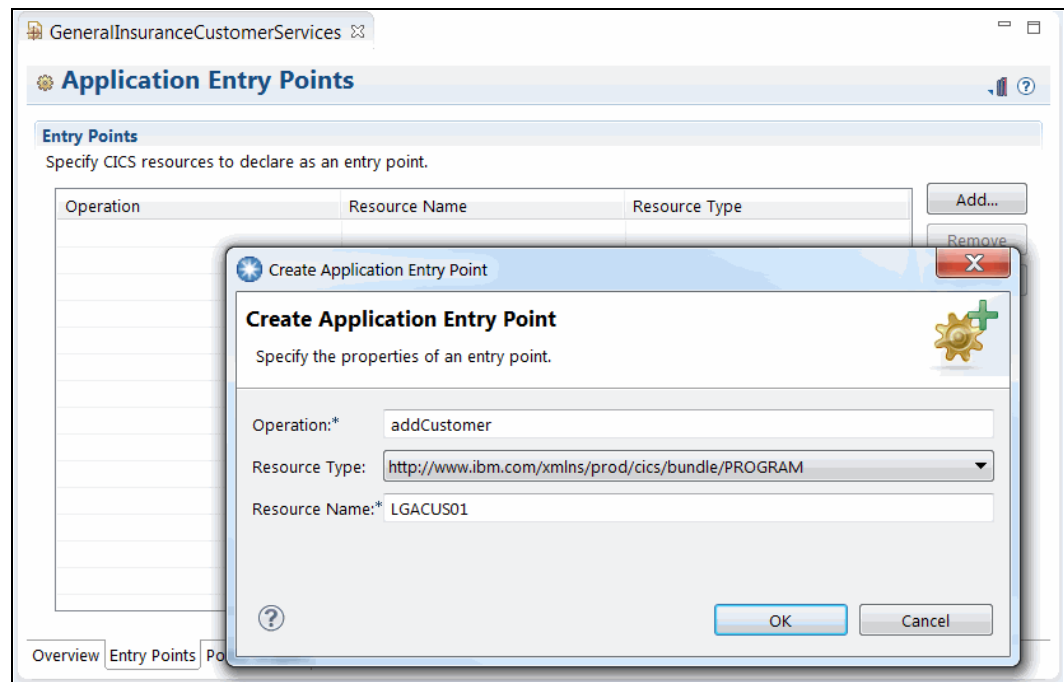 GeneralInsuranceCustomerServices
Application Entry Points
Entry Points
Specify CICS resources to declare as an entry point.
Operation Resource Name Resource Type
Add...
Remove
Create Application Entry Point
Create Application Entry Point
Specify the properties of an entry point.
Operation:* addCustomer
Resource Type: http://www.ibm.com/xmlns/prod/cics/bundle/PROGRAM
Resource Name:* LGACUS01
OK Cancel
Overview Entry Points